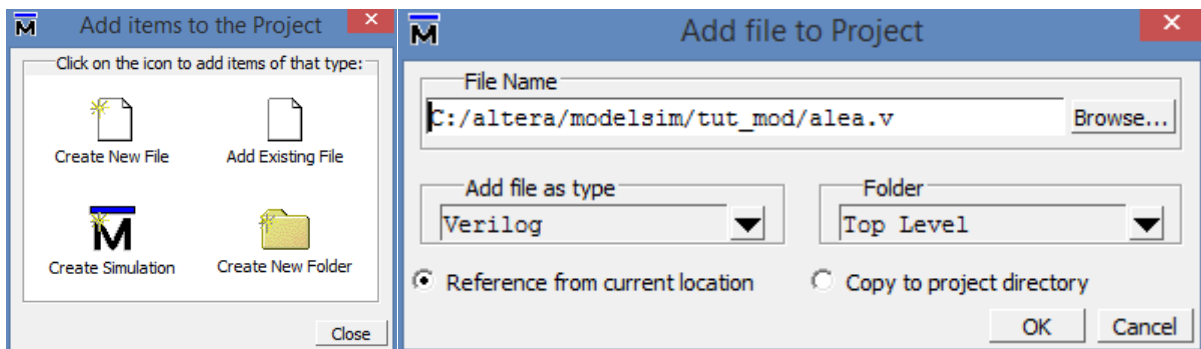 Add items to the Project
Click on the icon to add items of that type:
Create New File
Add Existing File
Create Simulation
Create New Folder
Close
Add file to Project
File Name
C:/altera/modelsim/tut_mod/alea.v
Browse...
Add file as type
Verilog
Folder
Top Level
Reference from current location
Copy to project directory
OK
Cancel